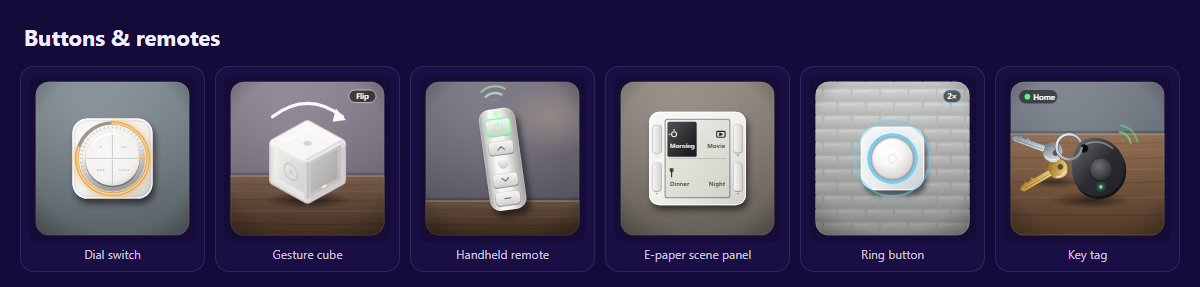 Buttons & remotes
Flip
2×
Home
Morning
Movie
Dinner
Night
Dial switch
Gesture cube
Handheld remote
E-paper scene panel
Ring button
Key tag